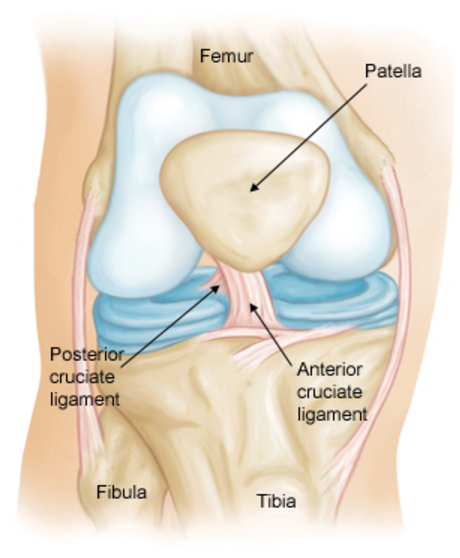 Femur
Patella
Posterior
cruciate
ligament
Anterior
cruciate
ligament
Fibula
Tibia